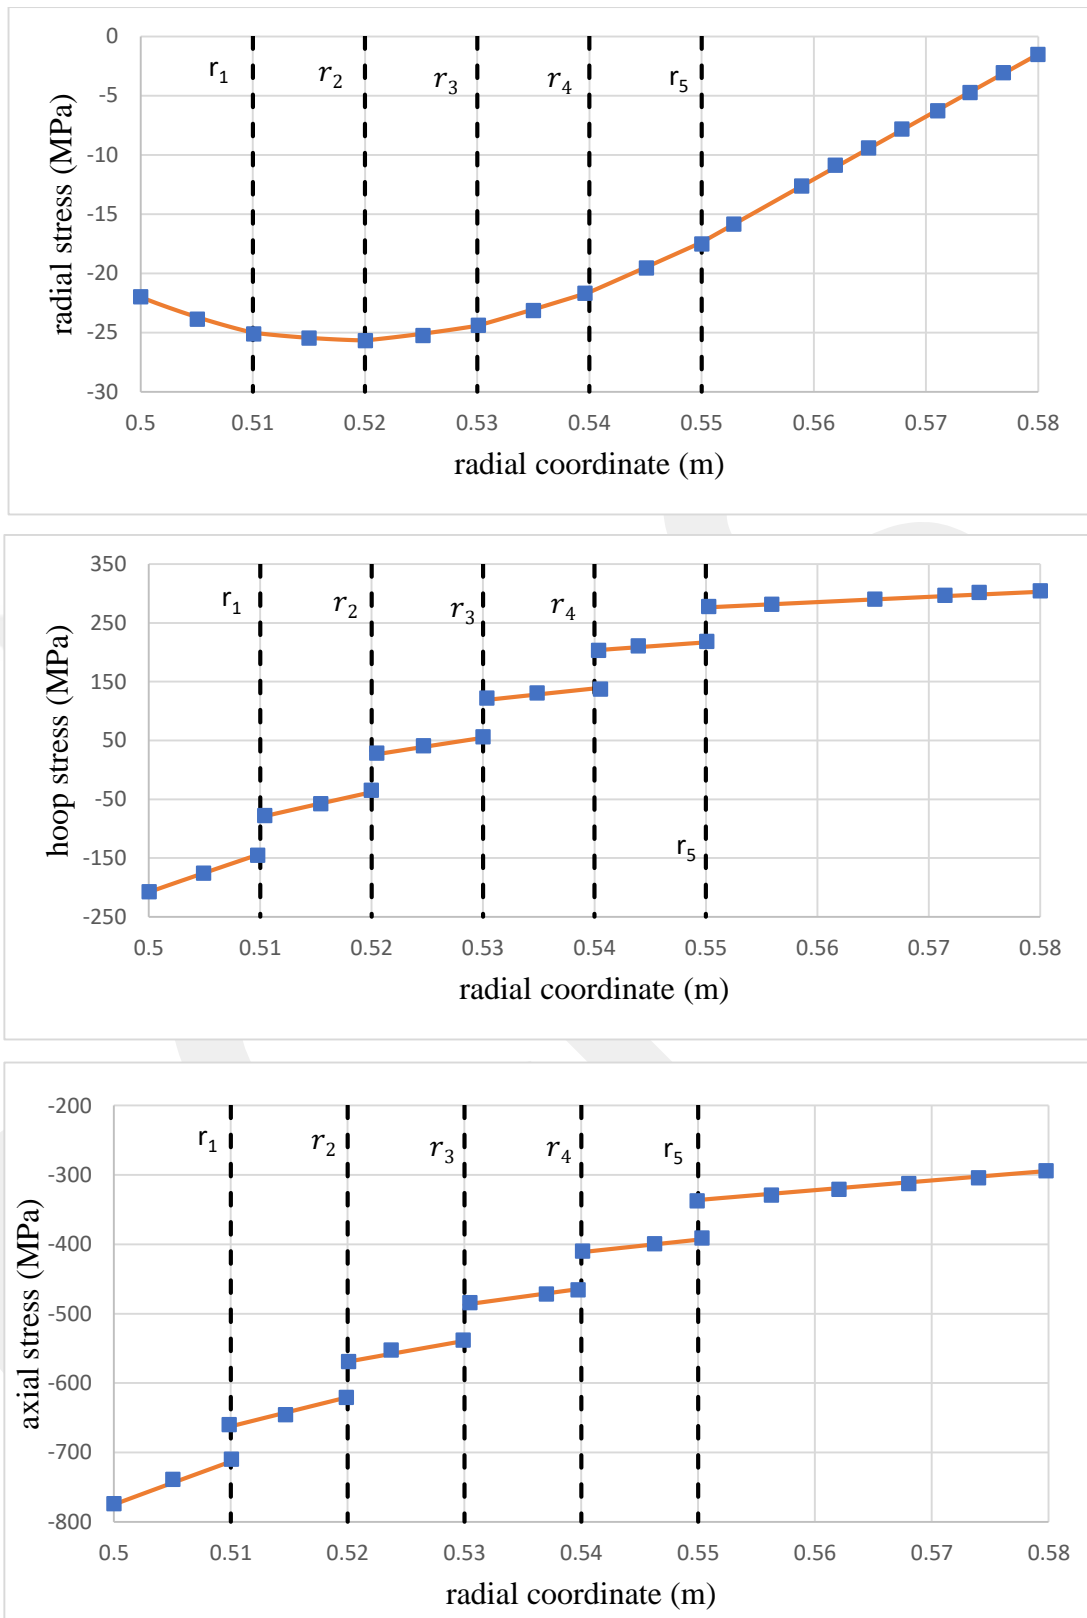 0
-5
-10
-15
-20
-25
-30
radial stress (MPa)
r₁ r₂ r₃ r₄ r₅
0.5 0.51 0.52 0.53 0.54 0.55 0.56 0.57 0.58
radial coordinate (m)
350
250
150
50
-50
-150
-250
hoop stress (MPa)
r₁ r₂ r₃ r₄
r₅
0.5 0.51 0.52 0.53 0.54 0.55 0.56 0.57 0.58
radial coordinate (m)
-200
-300
-400
-500
-600
-700
-800
axial stress (MPa)
r₁ r₂ r₃ r₄ r₅
0.5 0.51 0.52 0.53 0.54 0.55 0.56 0.57 0.58
radial coordinate (m)